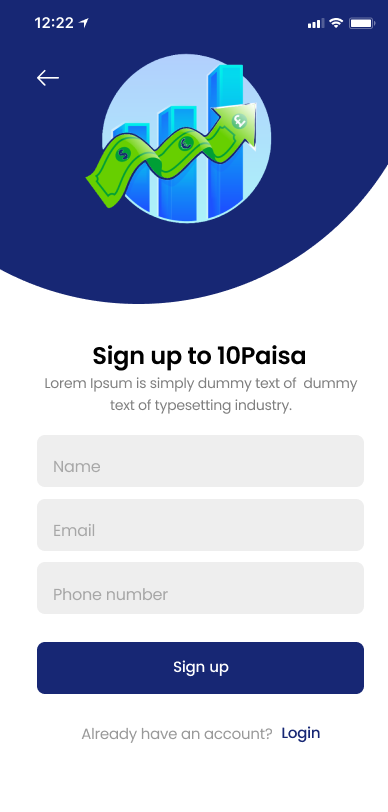 12:22
Sign up to 10Paisa
Lorem Ipsum is simply dummy text of dummy
text of typesetting industry.
Name
Email
Phone number
Sign up
Already have an account? Login